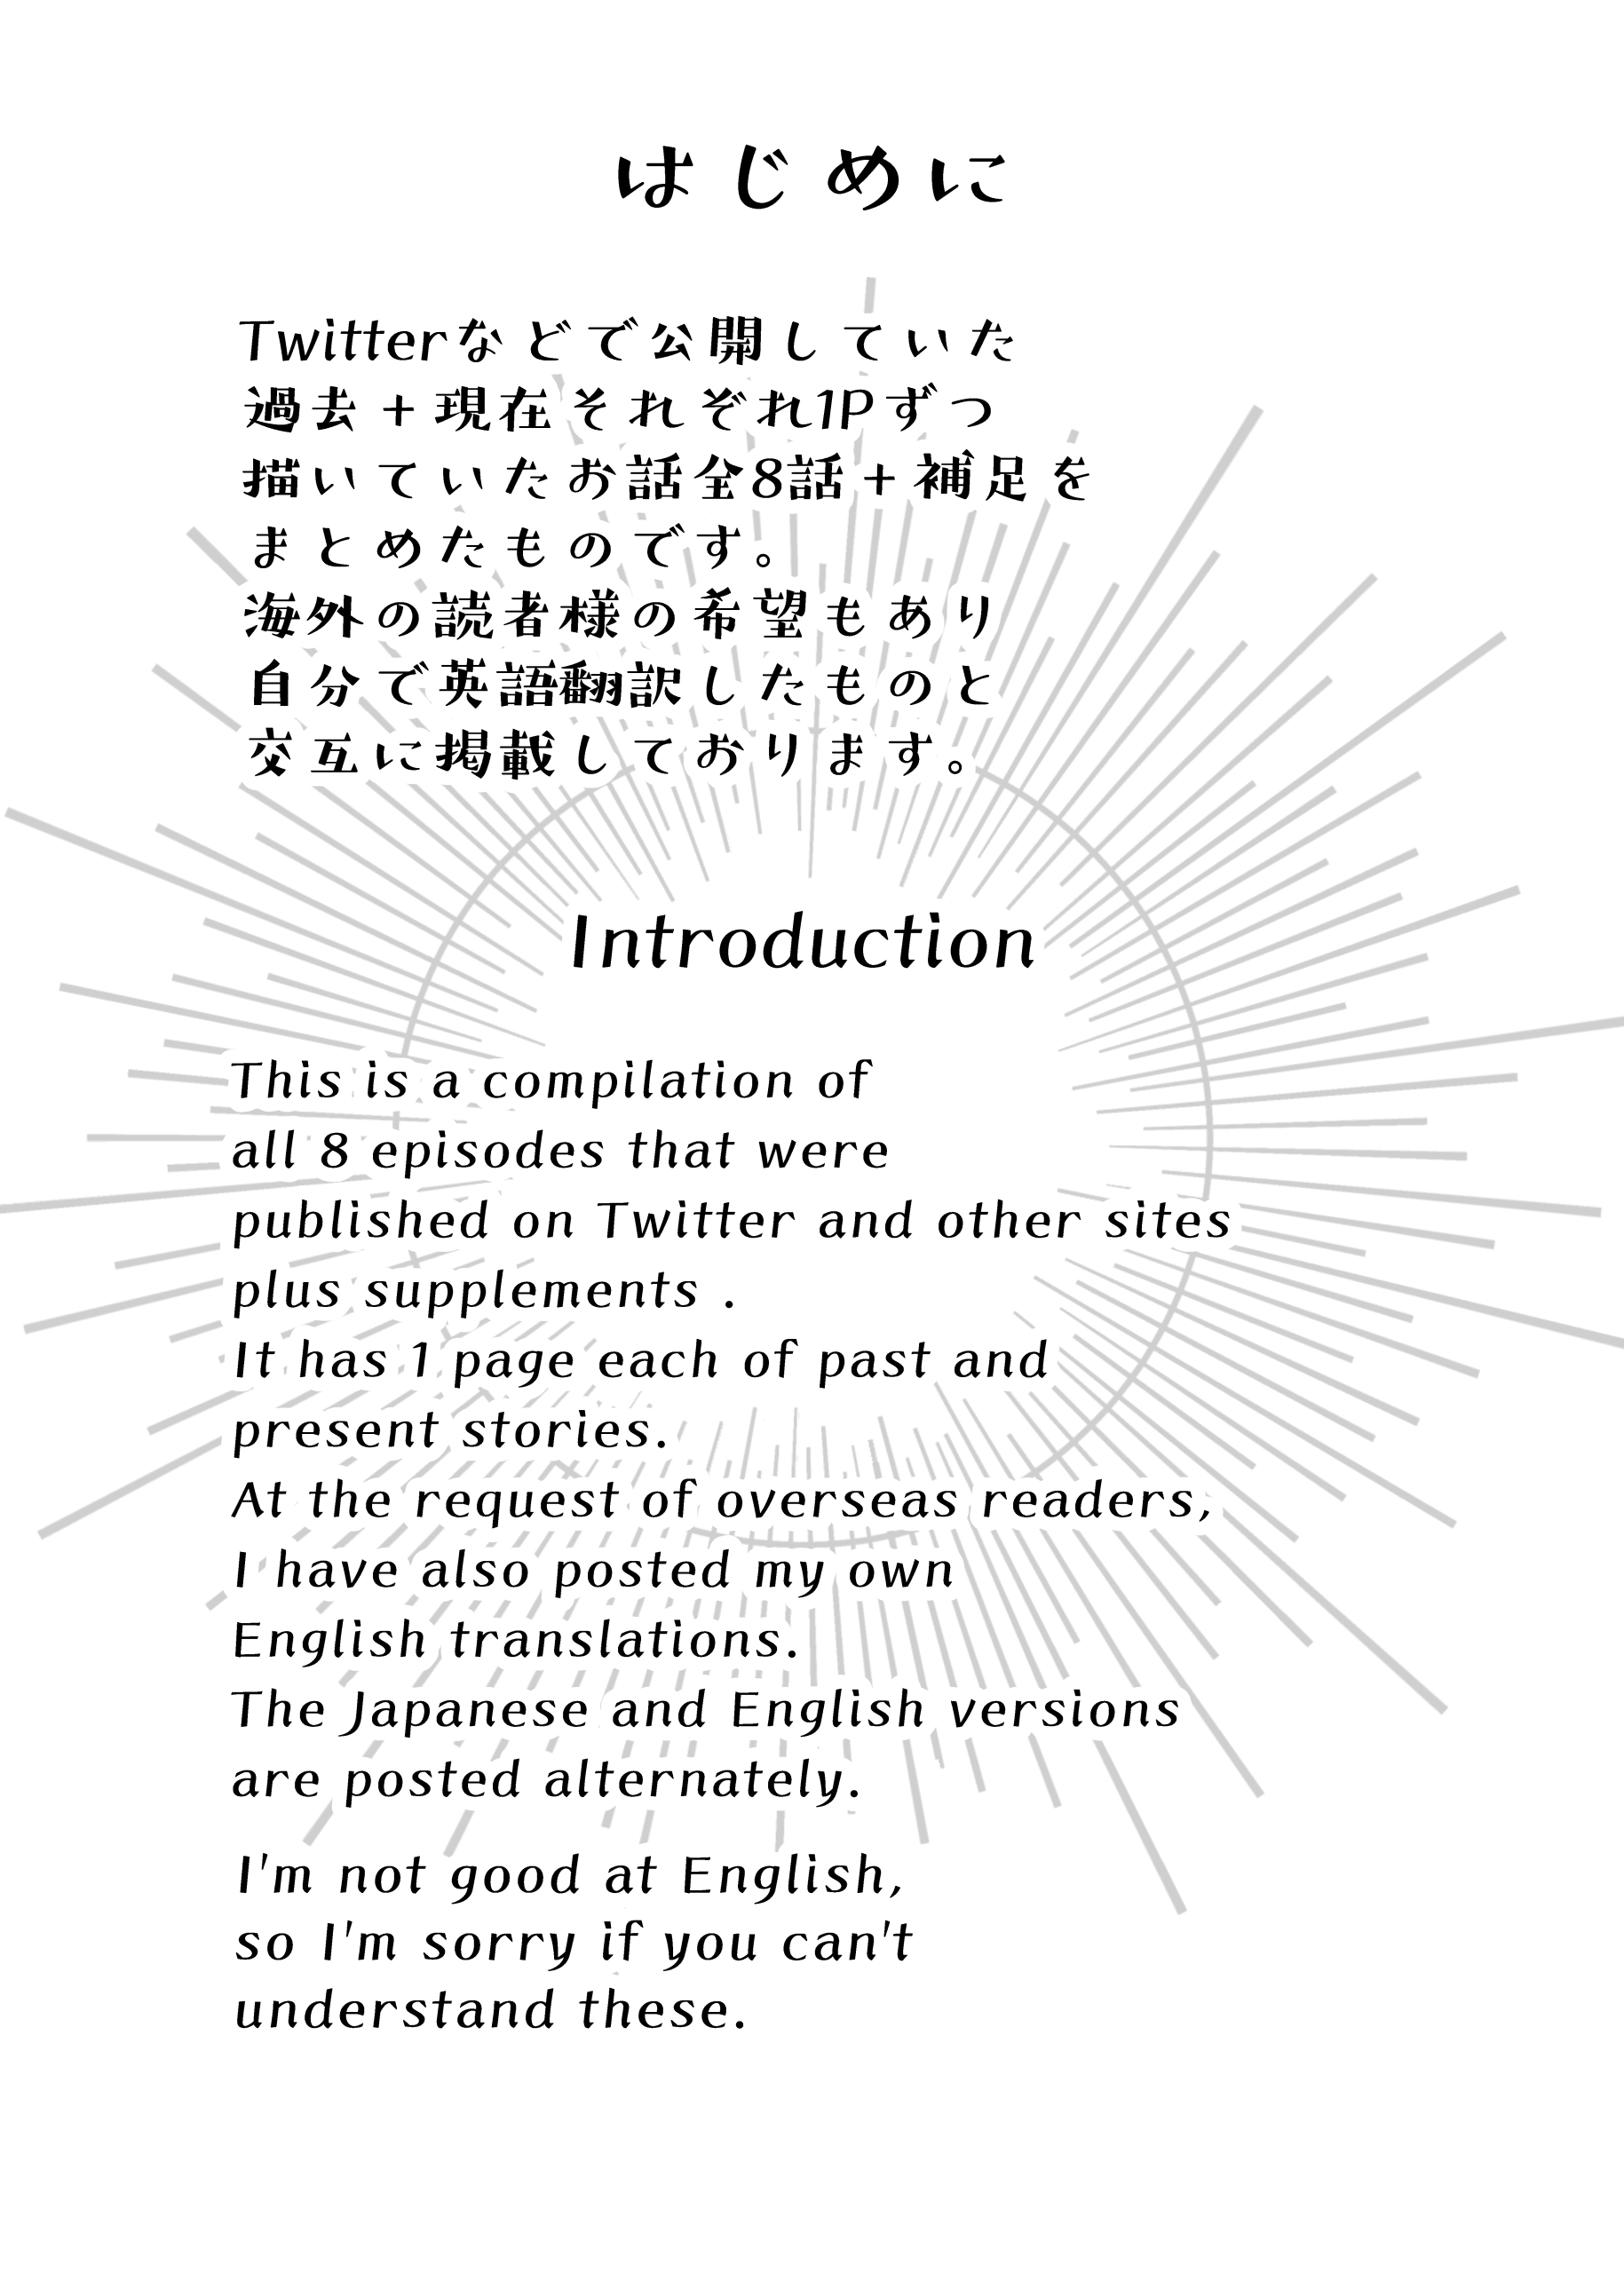 はじめに
Twitterなどで公開していた
過去+現在それぞれ1Pずつ
描いていたお話全8話+補足を
まとめたものです。
海外の読者様の希望もあり
自分で英語翻訳したものと
交互に掲載しております。
Introduction
This is a compilation of
all 8 episodes that were
published on Twitter and other sites
plus supplements .
It has 1 page each of past and
present stories.
At the request of overseas readers,
I have also posted my own
English translations.
The Japanese and English versions
are posted alternately.
I'm not good at English,
so I'm sorry if you can't
understand these.